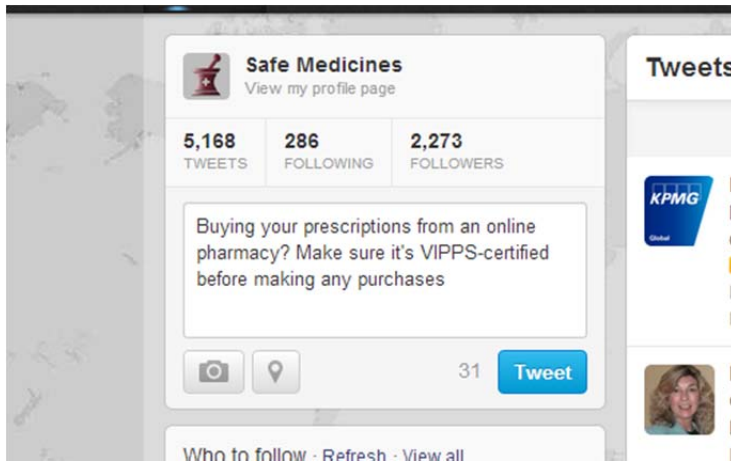 Safe Medicines
View my profile page
5,168 286 2,273
TWEETS FOLLOWING FOLLOWERS
Buying your prescriptions from an online
pharmacy? Make sure it's VIPPS-certified
before making any purchases
31 Tweet
Who to follow · Refresh · View all
Tweets
KPMG
Global